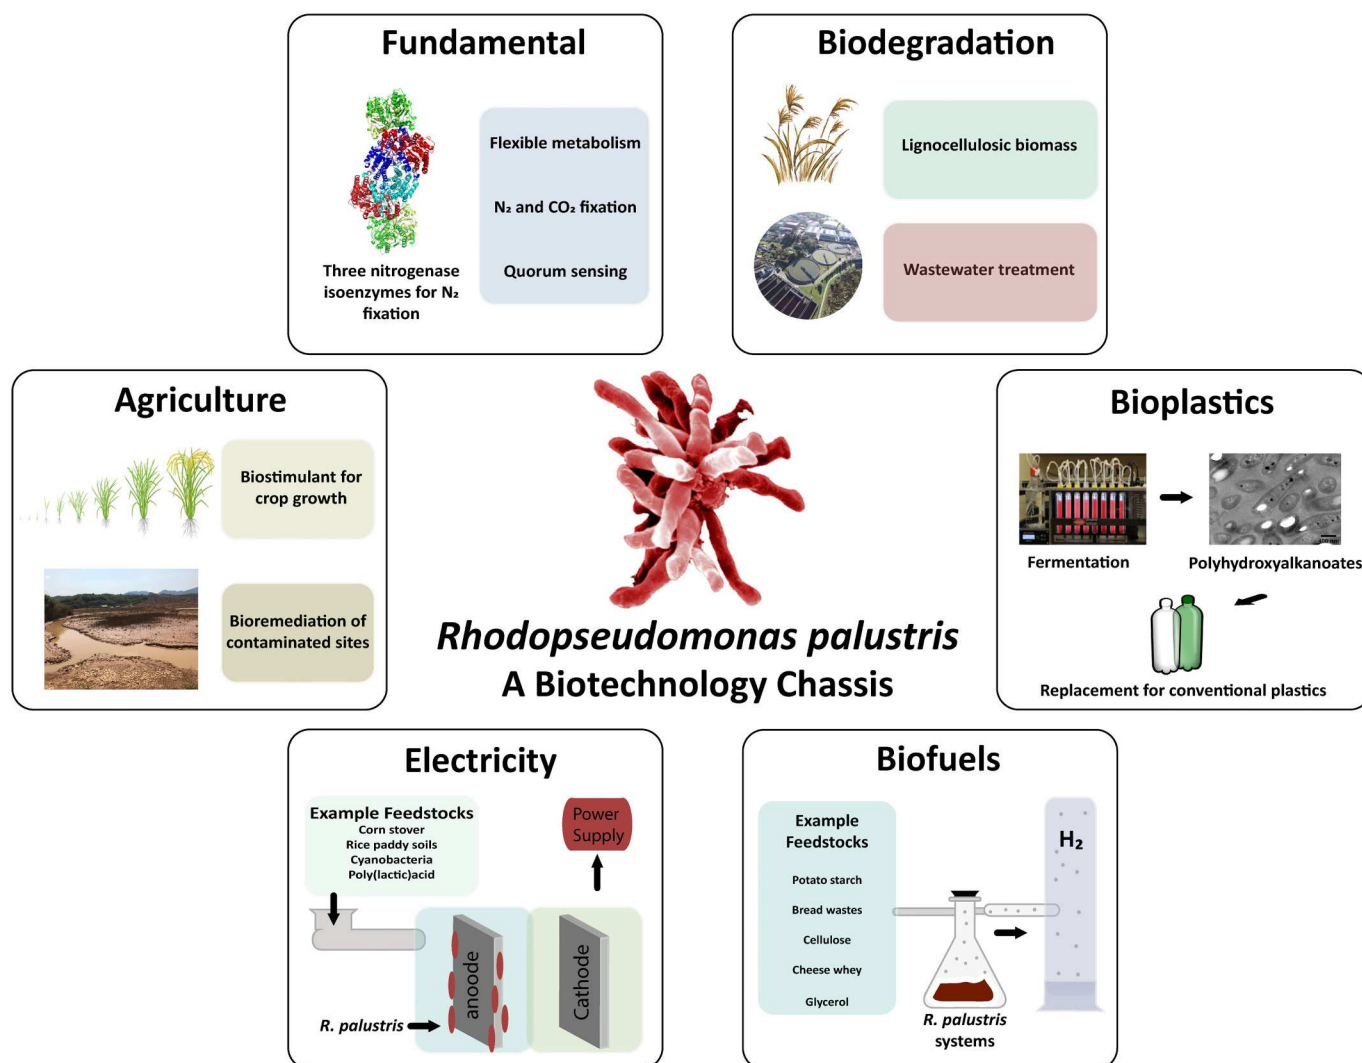 Fundamental
Three nitrogenase
isoenzymes for N₂
fixation
Flexible metabolism
N₂ and CO₂ fixation
Quorum sensing
Biodegradation
Lignocellulosic biomass
Wastewater treatment
Agriculture
Biostimulant for
crop growth
Bioremediation of
contaminated sites
Rhodopseudomonas palustris
A Biotechnology Chassis
Bioplastics
Fermentation
Polyhydroxyalkanoates
Replacement for conventional plastics
Electricity
Example Feedstocks
Corn stover
Rice paddy soils
Cyanobacteria
Poly(lactic)acid
Power
Supply
anoode
Cathode
R. palustris
Biofuels
Example
Feedstocks
Potato starch
Bread wastes
Cellulose
Cheese whey
Glycerol
H₂
R. palustris
systems